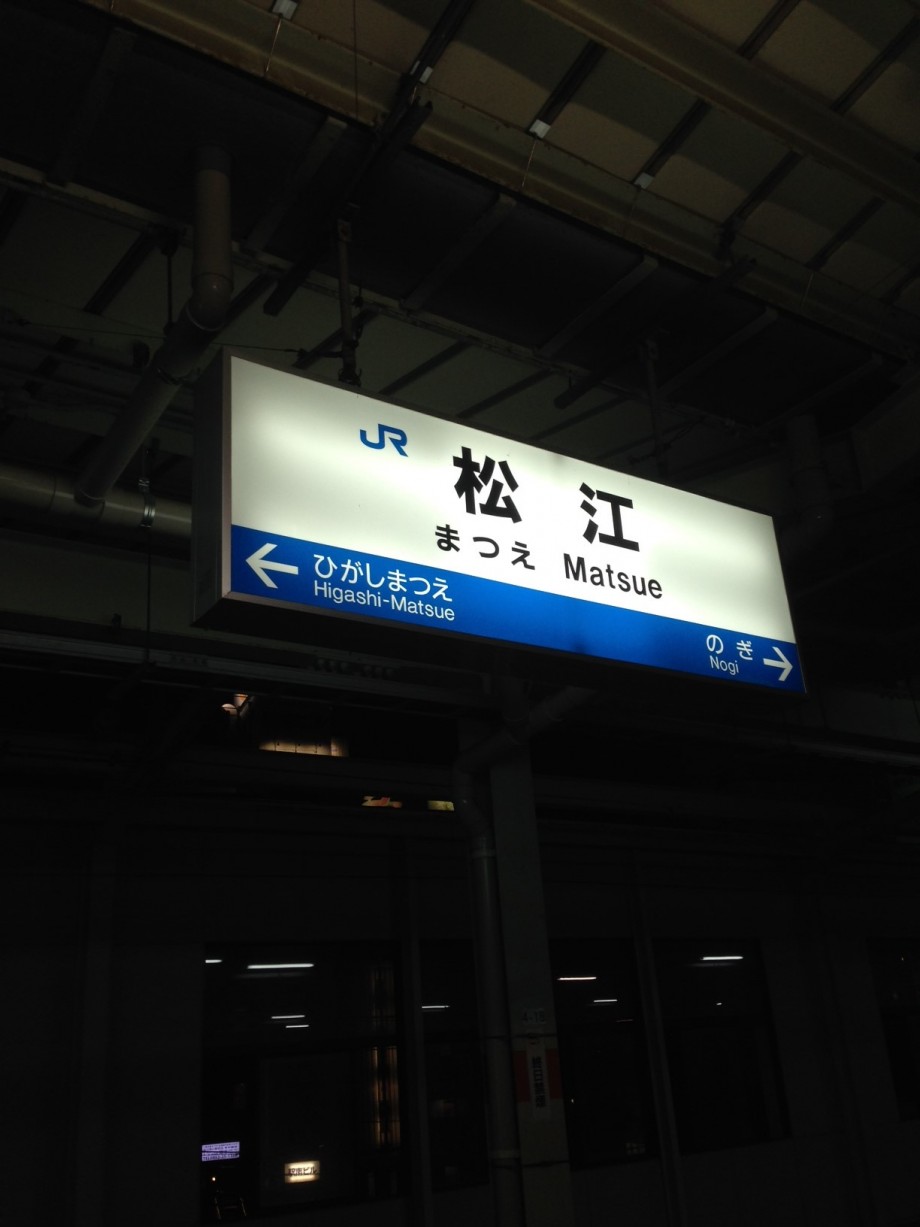 JR
松江
まつえ Matsue
← ひがしまつえ
Higashi-Matsue
のぎ →
Nogi